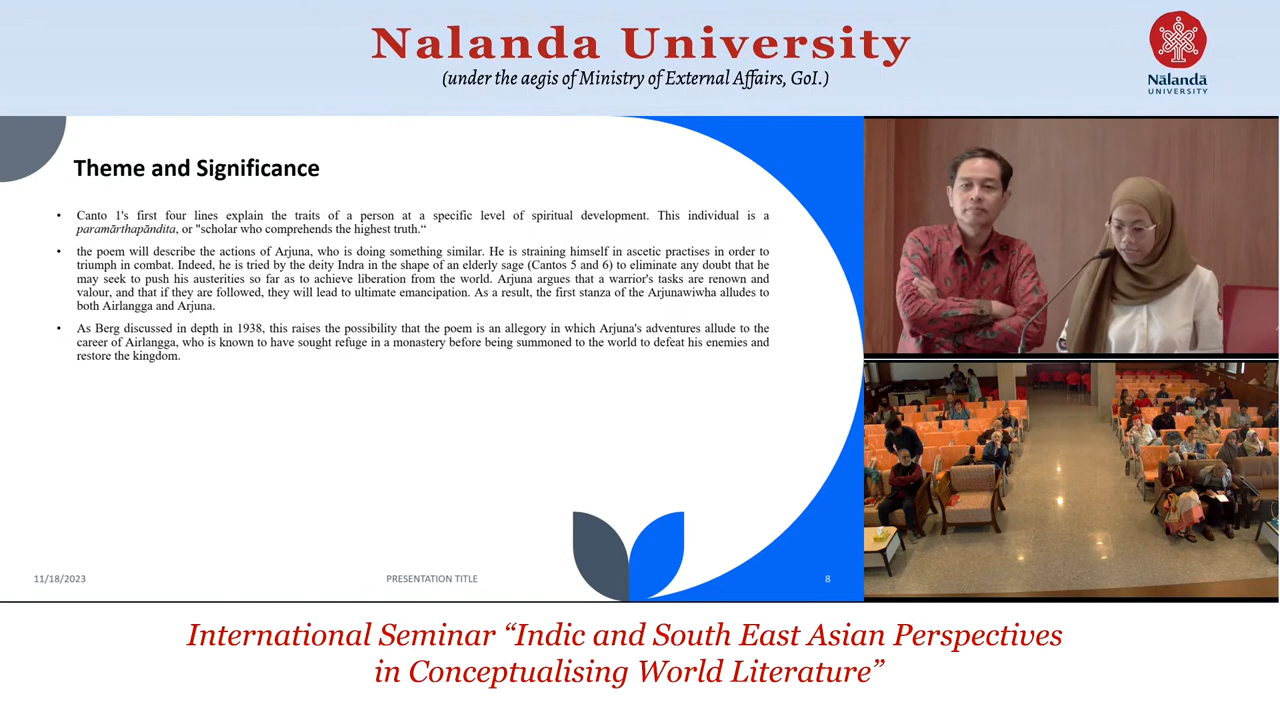 Nalanda University
(under the aegis of Ministry of External Affairs, GoI.)
Nālandā
UNIVERSITY
Theme and Significance
• Canto 1's first four lines explain the traits of a person at a specific level of spiritual development. This individual is a
paramārthapāndita, or "scholar who comprehends the highest truth.“
• the poem will describe the actions of Arjuna, who is doing something similar. He is straining himself in ascetic practises in order to
triumph in combat. Indeed, he is tried by the deity Indra in the shape of an elderly sage (Cantos 5 and 6) to eliminate any doubt that he
may seek to push his austerities so far as to achieve liberation from the world. Arjuna argues that a warrior's tasks are renown and
valour, and that if they are followed, they will lead to ultimate emancipation. As a result, the first stanza of the Arjunawiwha alludes to
both Airlangga and Arjuna.
• As Berg discussed in depth in 1938, this raises the possibility that the poem is an allegory in which Arjuna's adventures allude to the
career of Airlangga, who is known to have sought refuge in a monastery before being summoned to the world to defeat his enemies and
restore the kingdom.
11/18/2023
PRESENTATION TITLE
8
International Seminar “Indic and South East Asian Perspectives
in Conceptualising World Literature”